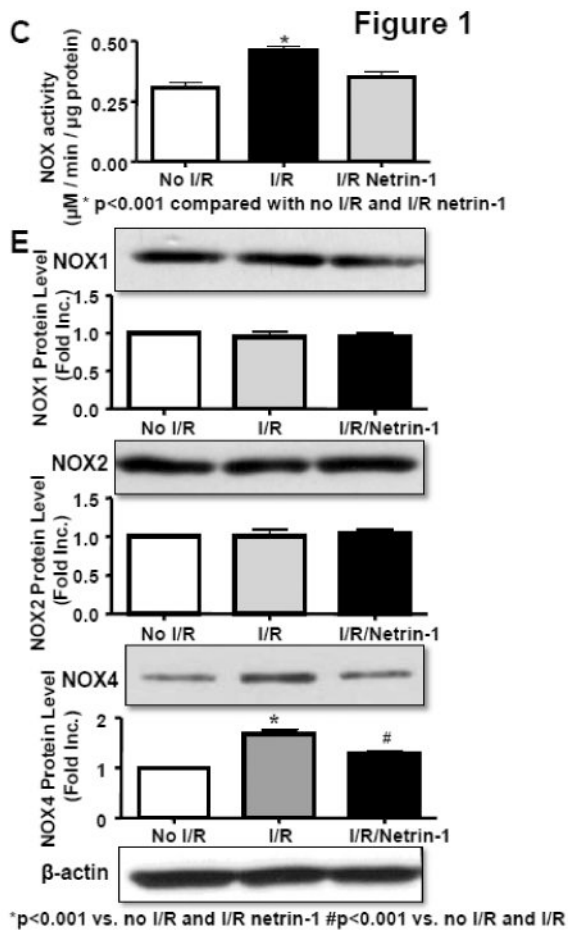 Figure 1
C
NOX activity
(µM / min / µg protein)
0.50
0.25
0.00
No I/R I/R I/R Netrin-1
*
* p<0.001 compared with no I/R and I/R netrin-1
E
NOX1
NOX1 Protein Level
(Fold Inc.)
1.5
1.0
0.5
0.0
No I/R I/R I/R/Netrin-1
NOX2
NOX2 Protein Level
(Fold Inc.)
1.5
1.0
0.5
0.0
No I/R I/R I/R/Netrin-1
NOX4
NOX4 Protein Level
(Fold Inc.)
2
1
0
* #
No I/R I/R I/R/Netrin-1
β-actin
*p<0.001 vs. no I/R and I/R netrin-1 #p<0.001 vs. no I/R and I/R